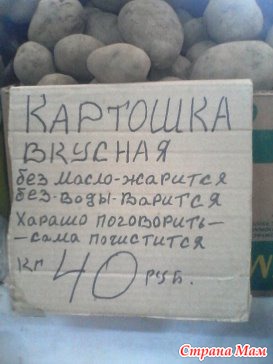 КАРТОШКА
ВКУСНАЯ
без масло-жарится
без-воды-варится
Харашо поговорить-
-сама почистится
кг 40 руб.
Страна Мам